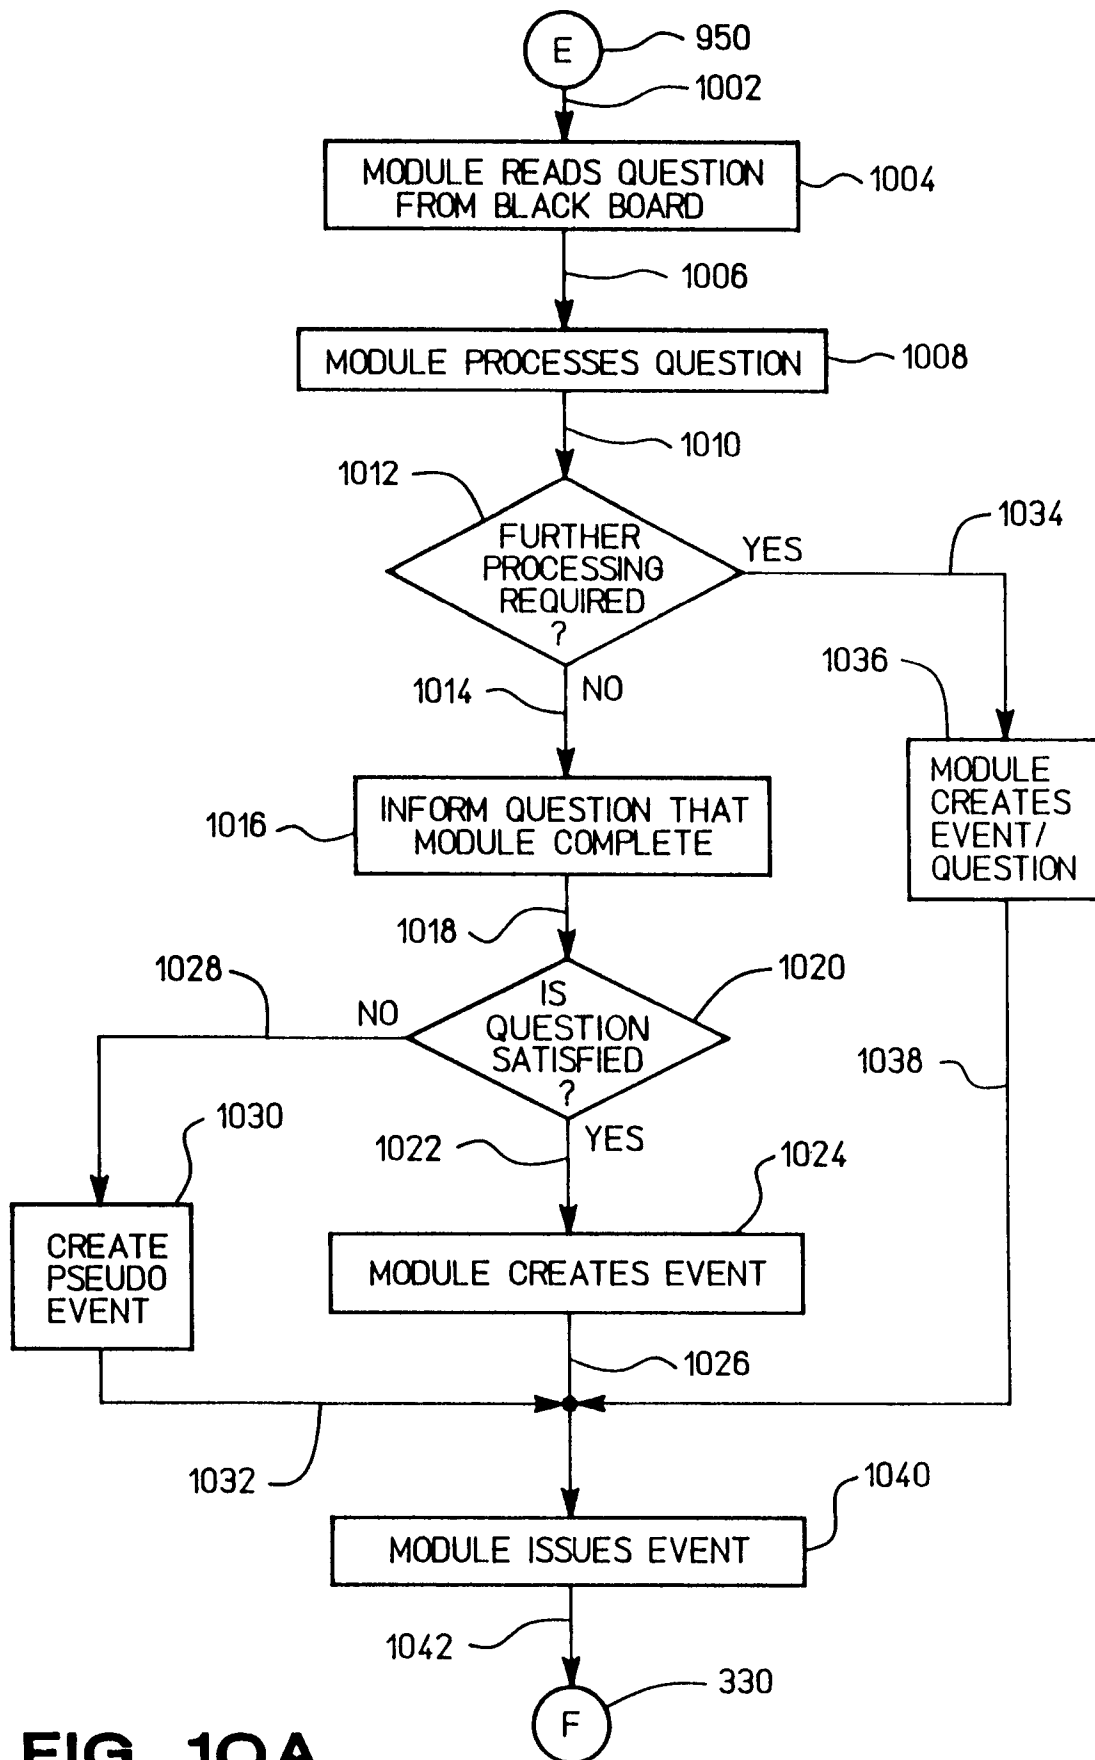 E
950
1002
MODULE READS QUESTION
FROM BLACK BOARD
1004
1006
MODULE PROCESSES QUESTION
1008
1010
1012
FURTHER
PROCESSING
REQUIRED
?
YES
1034
1014
NO
1036
MODULE
CREATES
EVENT/
QUESTION
1016
INFORM QUESTION THAT
MODULE COMPLETE
1018
1028
NO
IS
QUESTION
SATISFIED
?
1020
1038
1030
1022
YES
1024
CREATE
PSEUDO
EVENT
MODULE CREATES EVENT
1026
1032
1040
MODULE ISSUES EVENT
1042
330
F
FIG. 10A